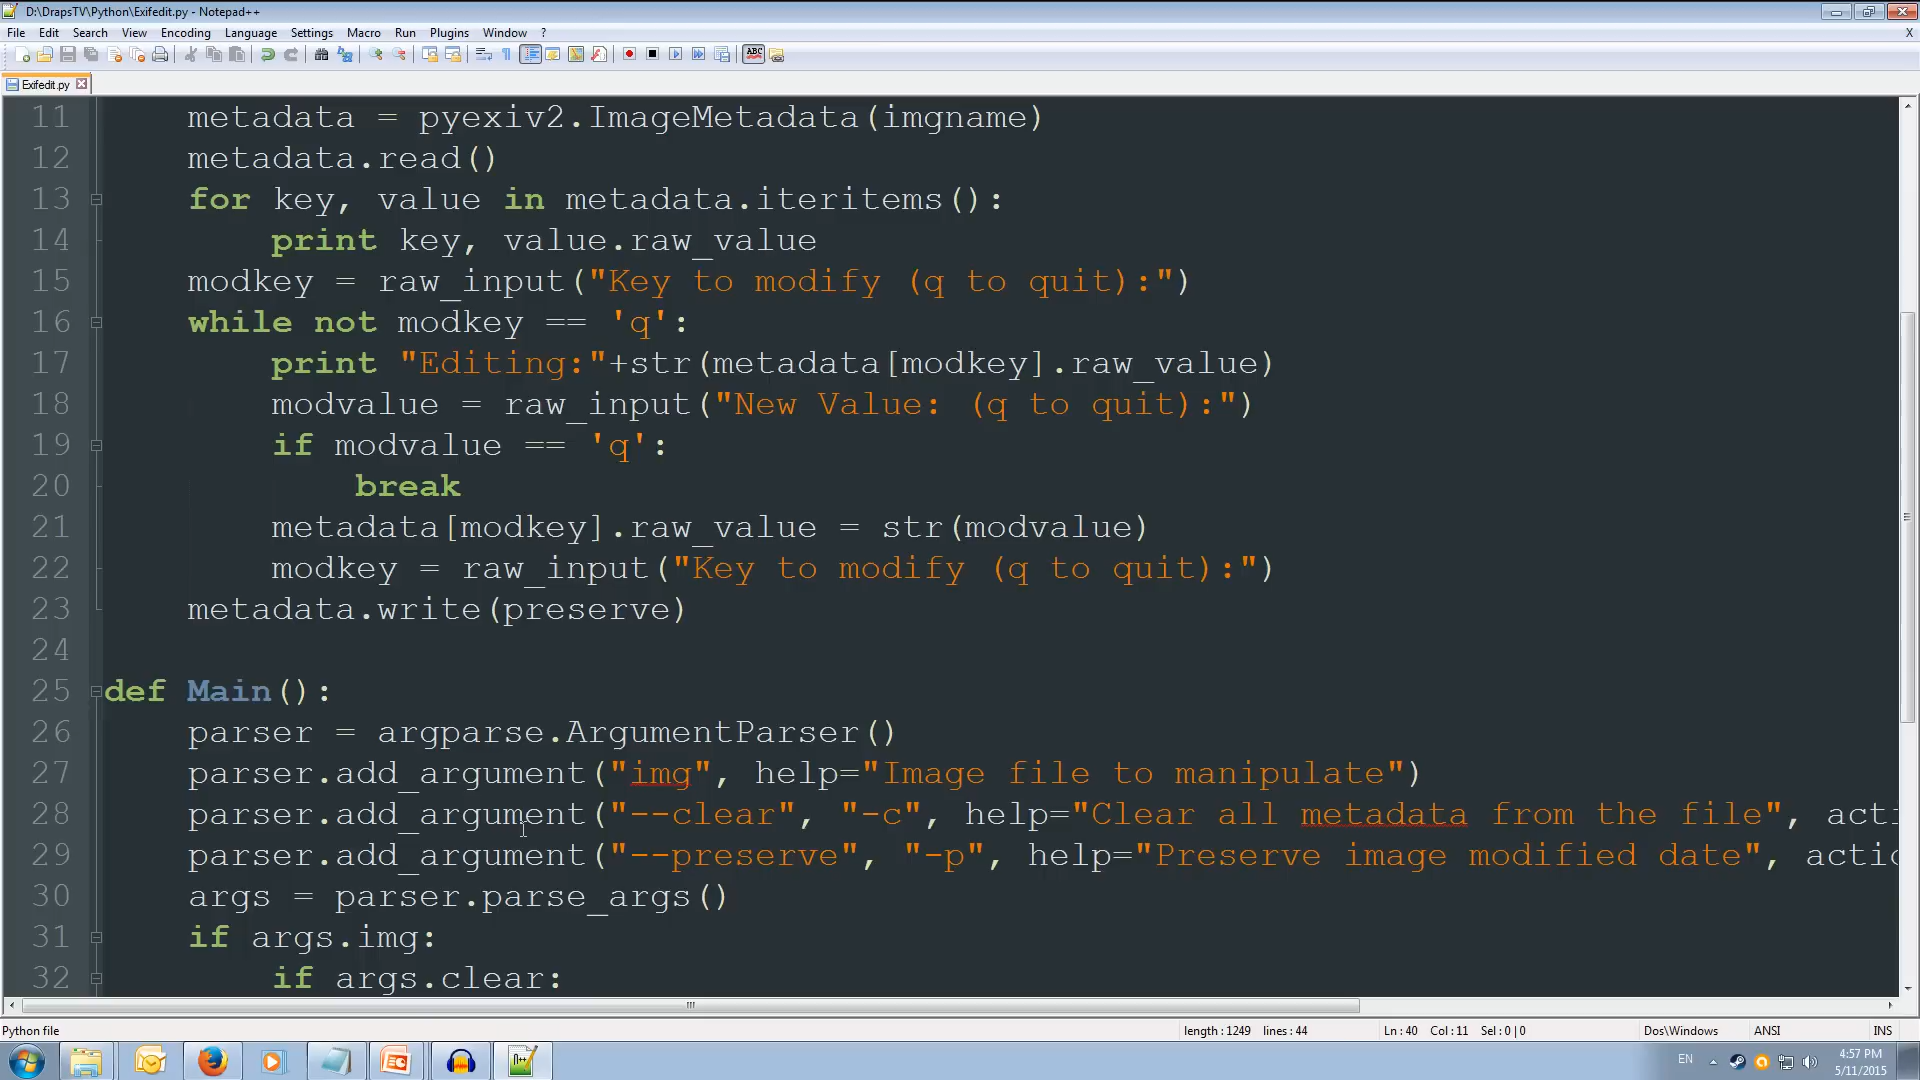 D:\DrapsTV\Python\Exifedit.py - Notepad++
File Edit Search View Encoding Language Settings Macro Run Plugins Window ? X
ABC
Exifedit.py
11 metadata = pyexiv2.ImageMetadata(imgname)
12 metadata.read()
13 for key, value in metadata.iteritems():
14 print key, value.raw_value
15 modkey = raw_input("Key to modify (q to quit):")
16 while not modkey == 'q':
17 print "Editing:"+str(metadata[modkey].raw_value)
18 modvalue = raw_input("New Value: (q to quit):")
19 if modvalue == 'q':
20 break
21 metadata[modkey].raw_value = str(modvalue)
22 modkey = raw_input("Key to modify (q to quit):")
23 metadata.write(preserve)
24
25 def Main():
26 parser = argparse.ArgumentParser()
27 parser.add_argument("img", help="Image file to manipulate")
28 parser.add_argument("--clear", "-c", help="Clear all metadata from the file", acti
29 parser.add_argument("--preserve", "-p", help="Preserve image modified date", actic
30 args = parser.parse_args()
31 if args.img:
32 if args.clear:
Python file length : 1249 lines : 44 Ln : 40 Col : 11 Sel : 0 | 0 Dos\Windows ANSI INS
EN 4:57 PM
5/11/2015